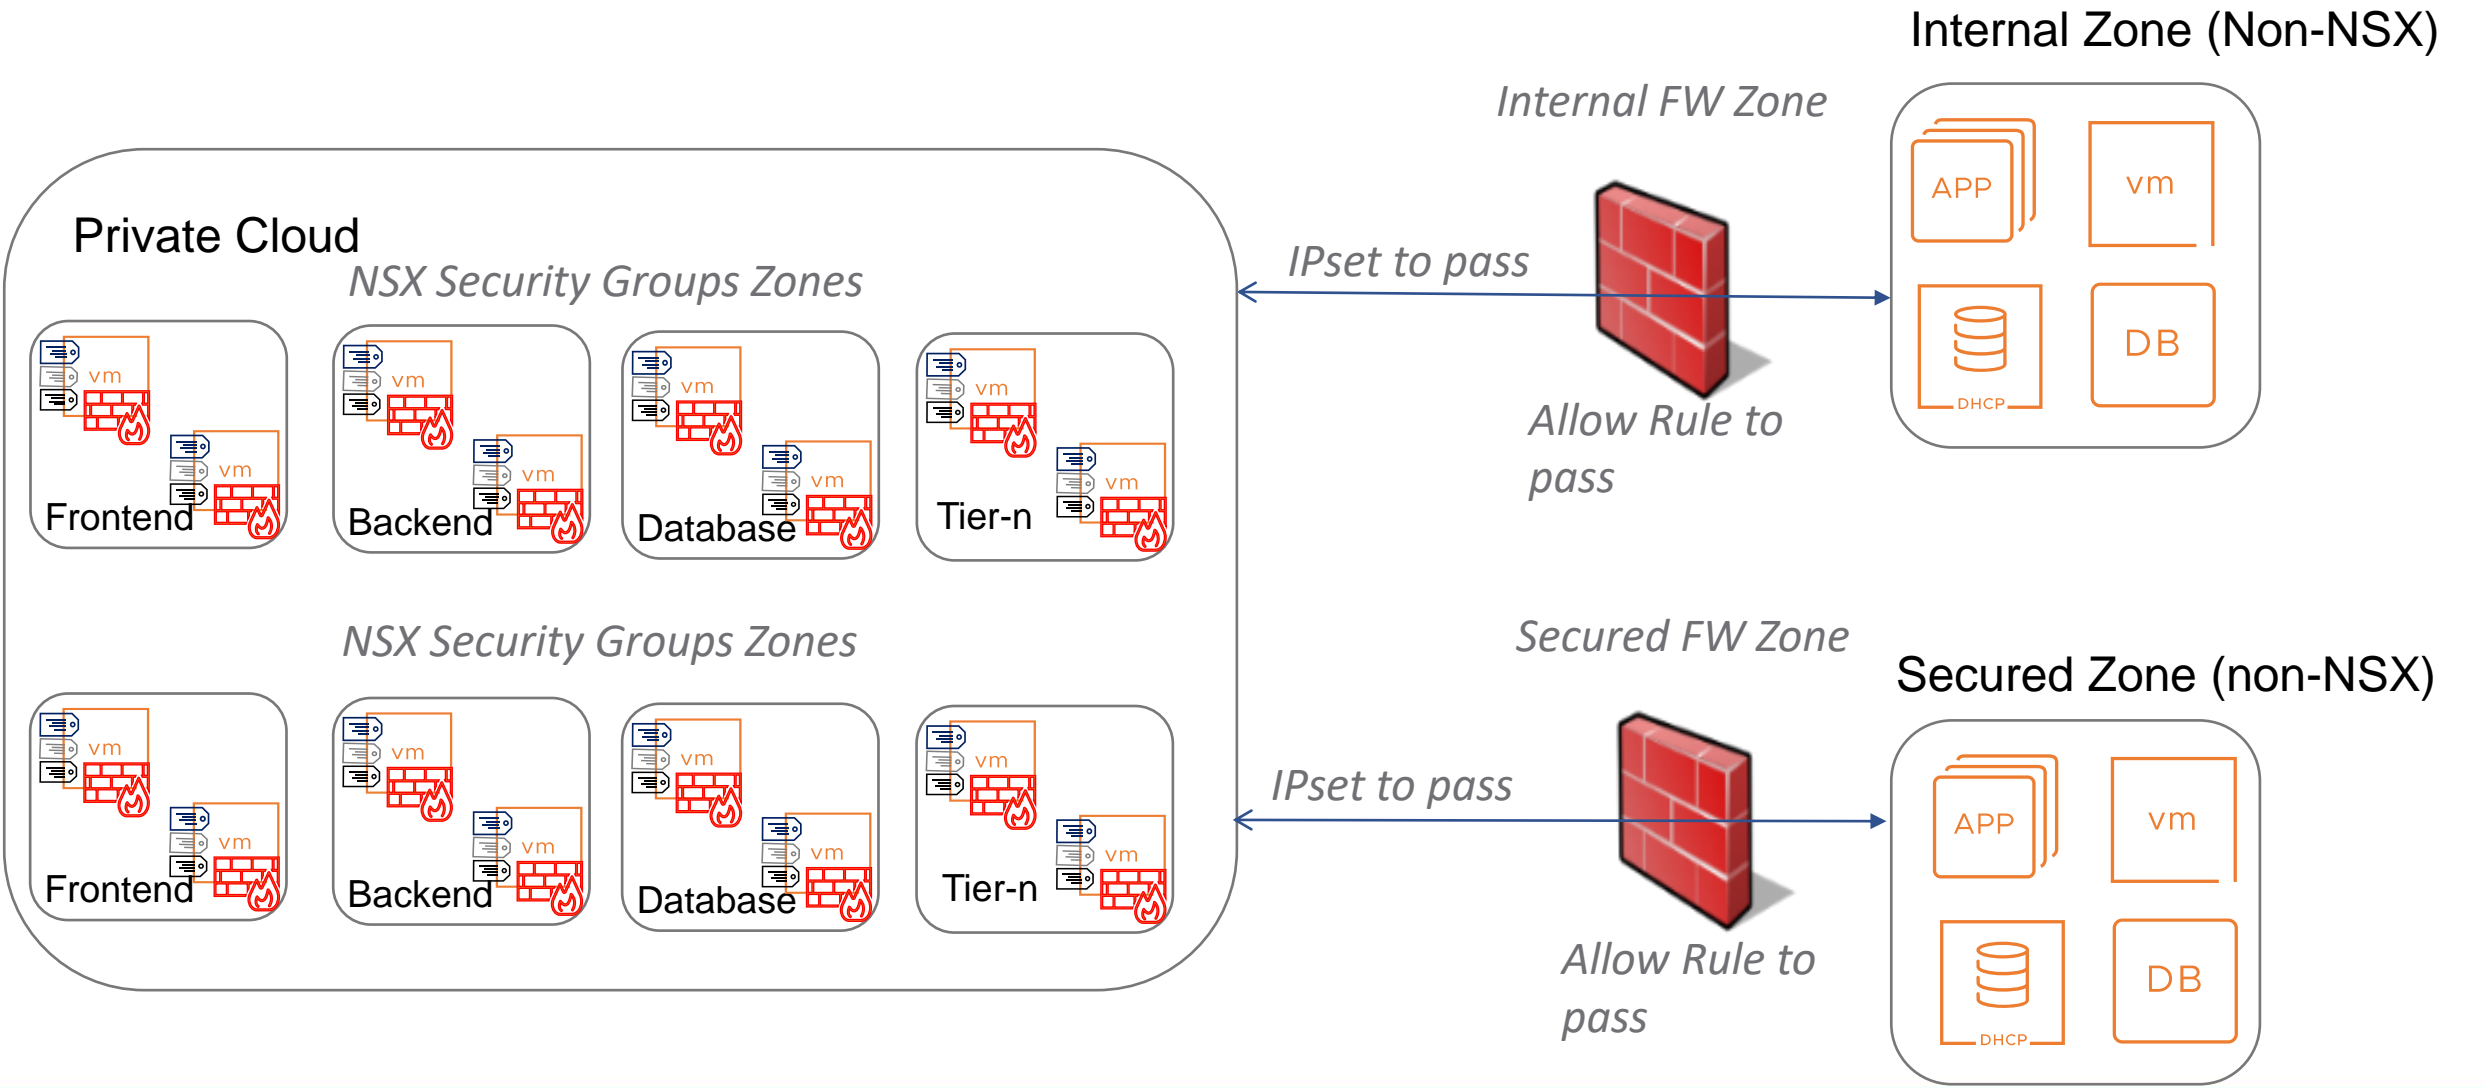 Internal Zone (Non-NSX)
Internal FW Zone
APP
vm
Private Cloud
NSX Security Groups Zones
IPset to pass
DHCP
DB
Allow Rule to
pass
vm
vm
Frontend
vm
vm
Backend
vm
vm
Database
vm
vm
Tier-n
NSX Security Groups Zones
Secured FW Zone
Secured Zone (non-NSX)
vm
vm
Frontend
vm
vm
Backend
vm
vm
Database
vm
vm
Tier-n
IPset to pass
APP
vm
Allow Rule to
pass
DHCP
DB